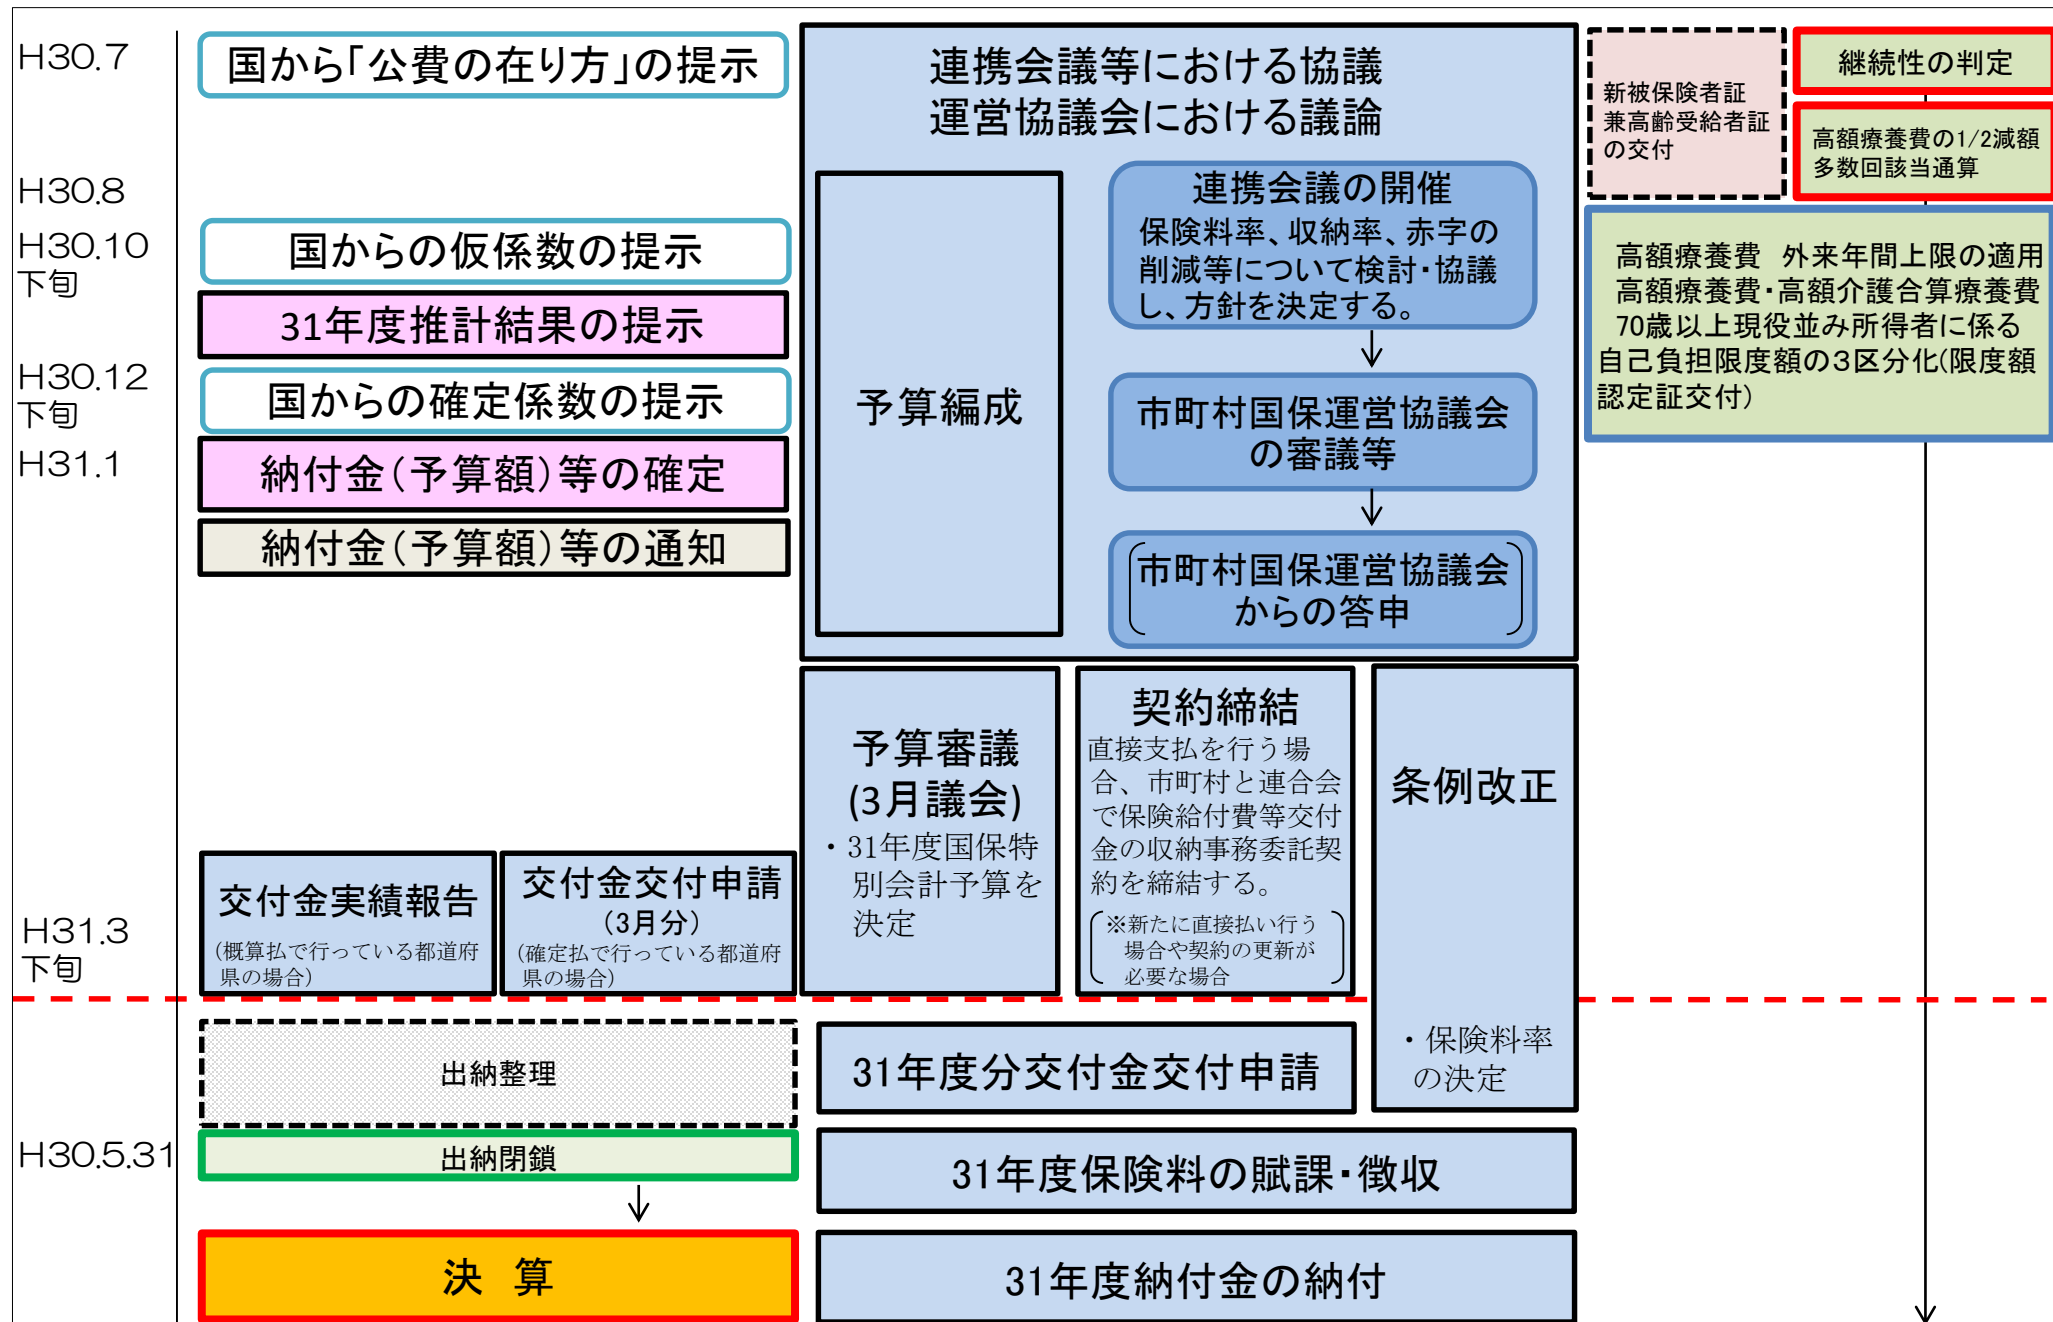 H30.7
国から「公費の在り方」の提示
H30.8
H30.10
下旬
国からの仮係数の提示
31年度推計結果の提示
H30.12
下旬
国からの確定係数の提示
H31.1
納付金(予算額)等の確定
納付金(予算額)等の通知
連携会議等における協議
運営協議会における議論
予算編成
連携会議の開催
保険料率、収納率、赤字の
削減等について検討・協議
し、方針を決定する。
市町村国保運営協議会
の審議等
市町村国保運営協議会
からの答申
新被保険者証
兼高齢受給者証
の交付
継続性の判定
高額療養費の1/2減額
多数回該当通算
高額療養費 外来年間上限の適用
高額療養費・高額介護合算療養費
70歳以上現役並み所得者に係る
自己負担限度額の3区分化(限度額
認定証交付)
H31.3
下旬
交付金実績報告
(概算払で行っている都道府
県の場合)
交付金交付申請
(3月分)
(確定払で行っている都道府
県の場合)
予算審議
(3月議会)
・31年度国保特
別会計予算を
決定
契約締結
直接支払を行う場
合、市町村と連合会
で保険給付費等交付
金の収納事務委託契
約を締結する。
※新たに直接払い行う
場合や契約の更新が
必要な場合
条例改正
・保険料率
の決定
出納整理
31年度分交付金交付申請
H30.5.31
出納閉鎖
31年度保険料の賦課・徴収
決 算
31年度納付金の納付